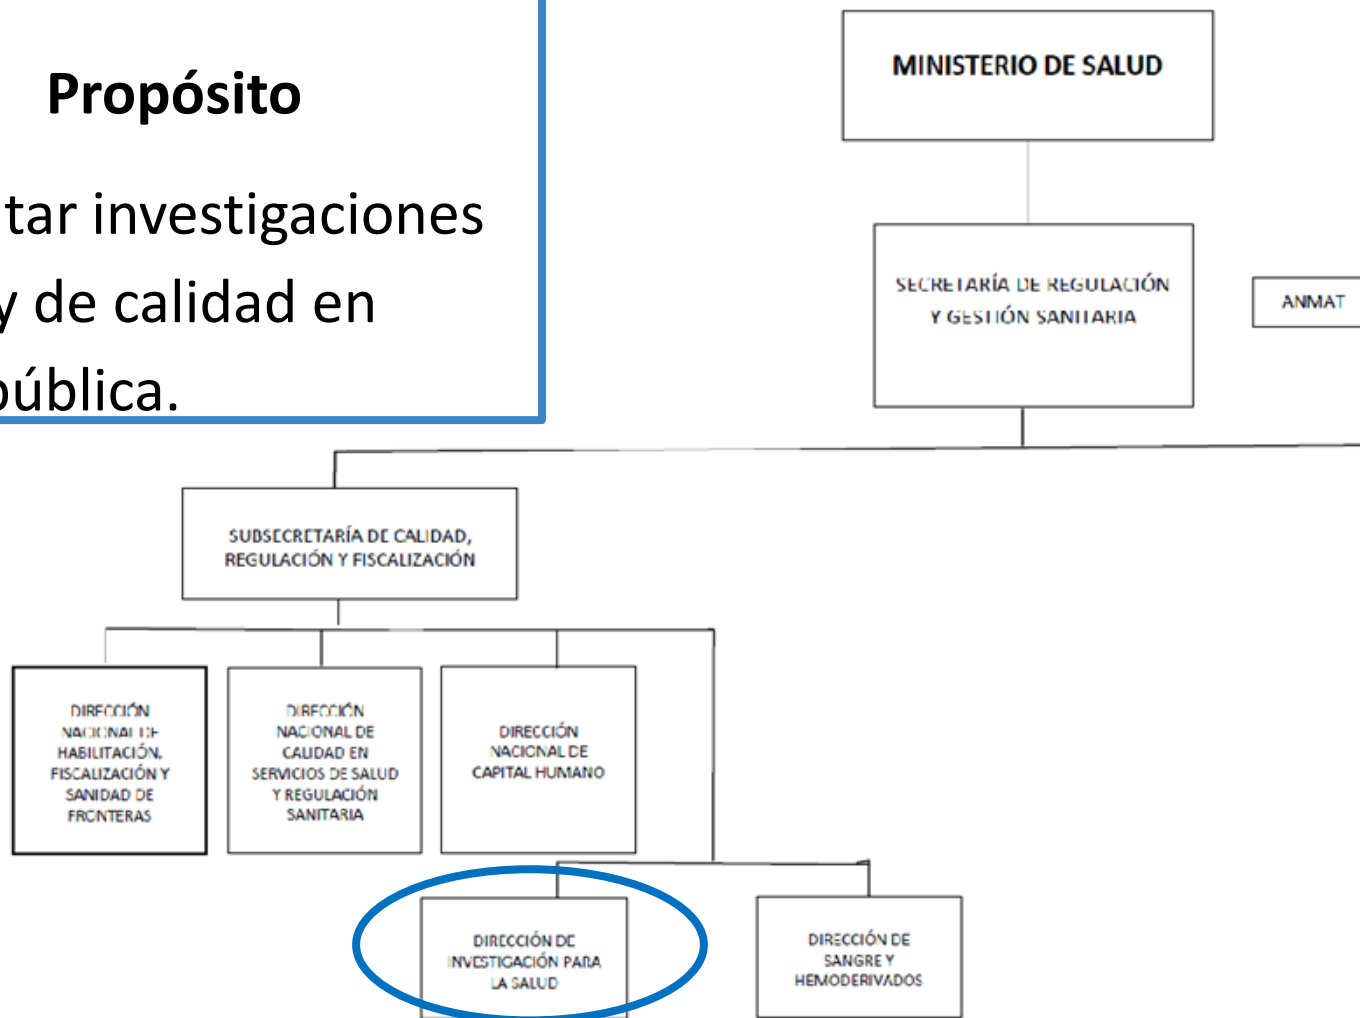 Propósito
tar investigaciones
y de calidad en
pública.
MINISTERIO DE SALUD
SECRETARÍA DE REGULACIÓN
Y GESTIÓN SANITARIA
ANMAT
SUBSECRETARÍA DE CALIDAD,
REGULACIÓN Y FISCALIZACIÓN
DIRECCIÓN
NACIONAL DE
HABILITACIÓN,
FISCALIZACIÓN Y
SANIDAD DE
FRONTERAS
DIRECCIÓN
NACIONAL DE
CALIDAD EN
SERVICIOS DE SALUD
Y REGULACIÓN
SANITARIA
DIRECCIÓN
NACIONAL DE
CAPITAL HUMANO
DIRECCIÓN DE
INVESTIGACIÓN PARA
LA SALUD
DIRECCIÓN DE
SANGRE Y
HEMODERIVADOS